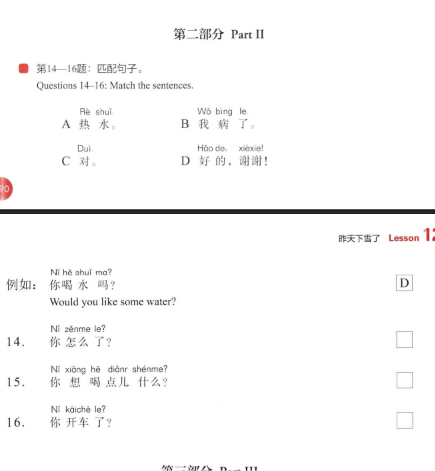 第二部分 Part II
第14—16题：匹配句子。
Questions 14–16: Match the sentences.
Rè shuǐ. Wǒ bìng le.
A 热 水。 B 我 病 了。
Duì. Hǎo de, xièxie!
C 对。 D 好 的，谢谢!
昨天下雪了 Lesson
Nǐ hē shuǐ ma?
例如： 你喝 水 吗? D
Would you like some water?
Nǐ zěnme le?
14. 你 怎么 了?
Nǐ xiǎng hē diǎnr shénme?
15. 你 想 喝 点儿 什么?
Nǐ kāichē le?
16. 你 开车 了?
第三部分 Part III